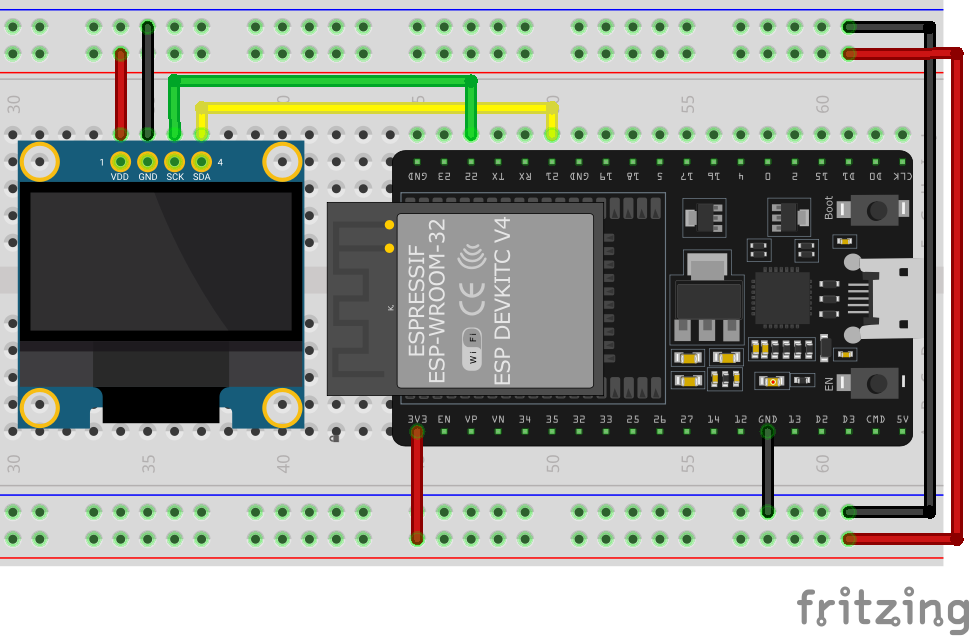 30
40
45
55
60
1
4
VDD GND SCK SDA
GND 23 22 TX RX 21 GND 19 18 5 17 16 4 0 2 15 D1 D0 CLK
Boot
ESPRESSIF
ESP-WROOM-32
Wi Fi
CE
ESP DEVKITC V4
K.
EN
3V3 EN VP VN 34 35 32 33 25 26 27 14 12 GND 13 D2 D3 CMD 5V
30
35
40
50
55
60
fritzing